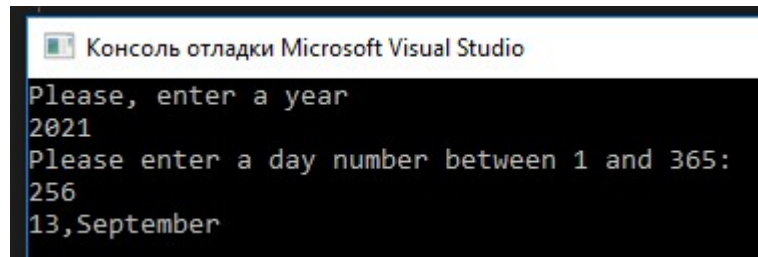 Консоль отладки Microsoft Visual Studio
Please, enter a year
2021
Please enter a day number between 1 and 365:
256
13,September